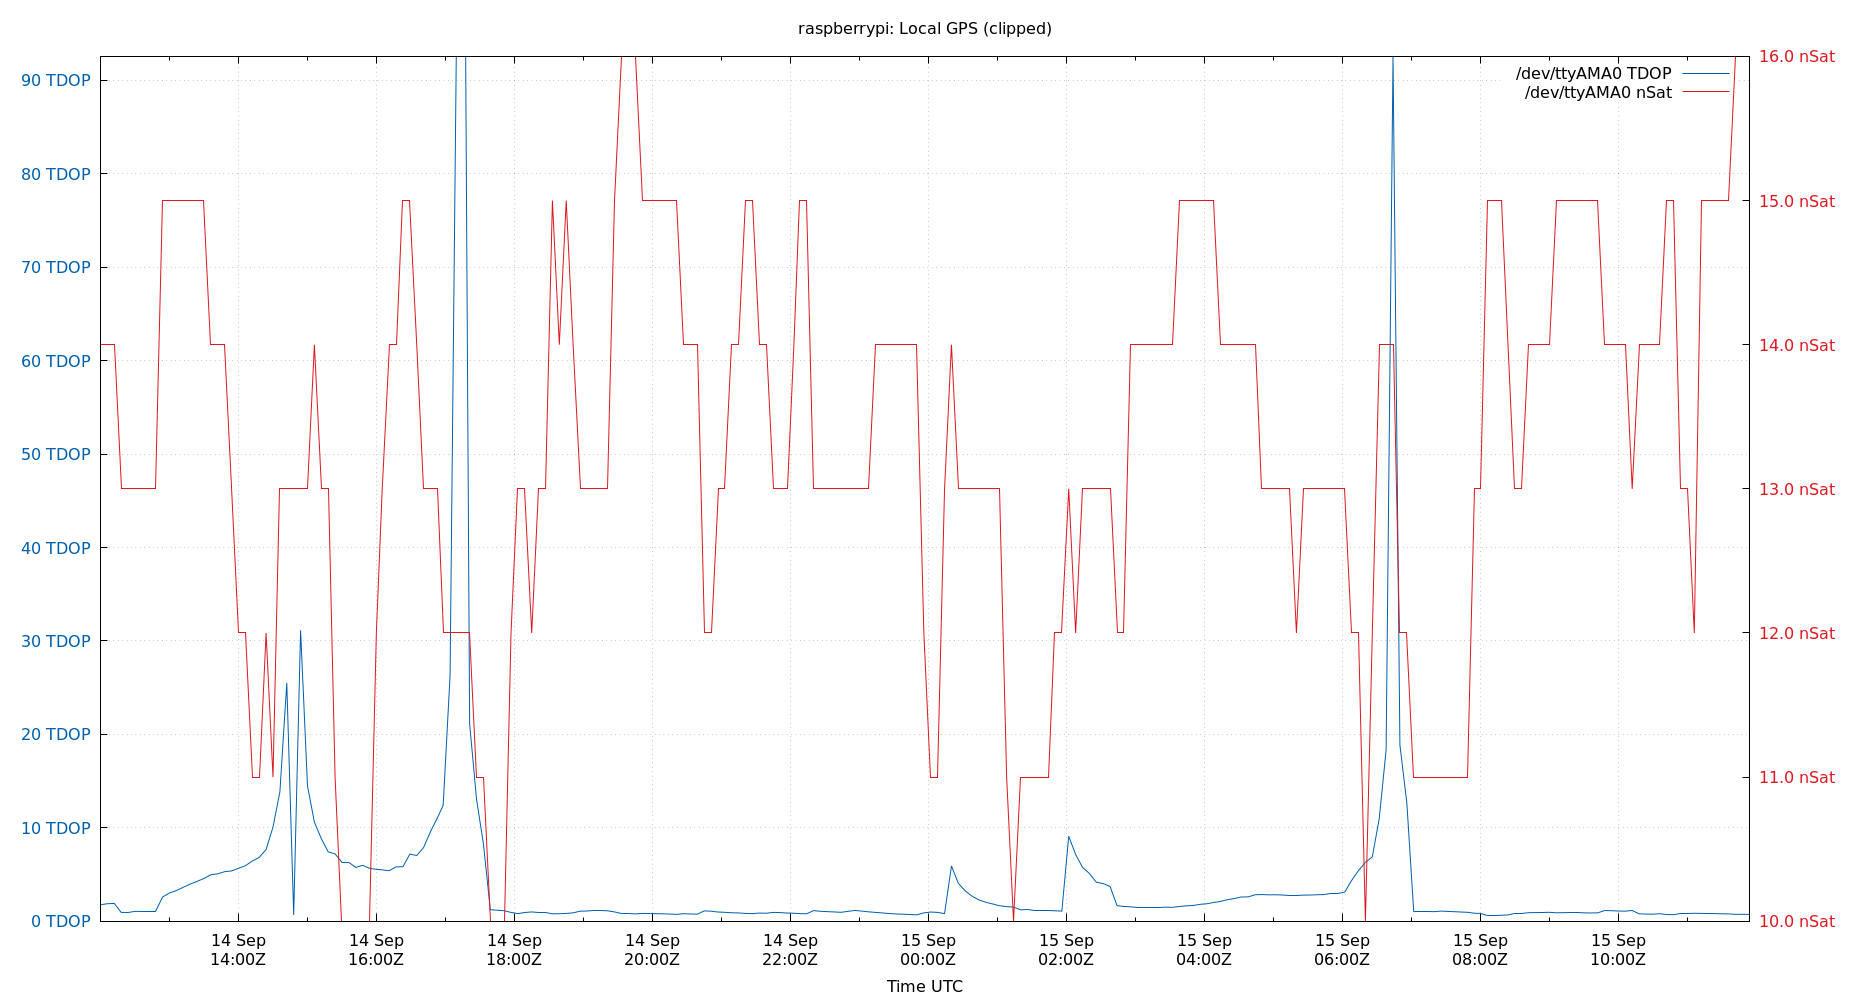 raspberrypi: Local GPS (clipped)
90 TDOP
80 TDOP
70 TDOP
60 TDOP
50 TDOP
40 TDOP
30 TDOP
20 TDOP
10 TDOP
0 TDOP
/dev/ttyAMA0 TDOP
/dev/ttyAMA0 nSat
16.0 nSat
15.0 nSat
14.0 nSat
13.0 nSat
12.0 nSat
11.0 nSat
10.0 nSat
14 Sep
14:00Z
14 Sep
16:00Z
14 Sep
18:00Z
14 Sep
20:00Z
14 Sep
22:00Z
15 Sep
00:00Z
15 Sep
02:00Z
15 Sep
04:00Z
15 Sep
06:00Z
15 Sep
08:00Z
15 Sep
10:00Z
Time UTC